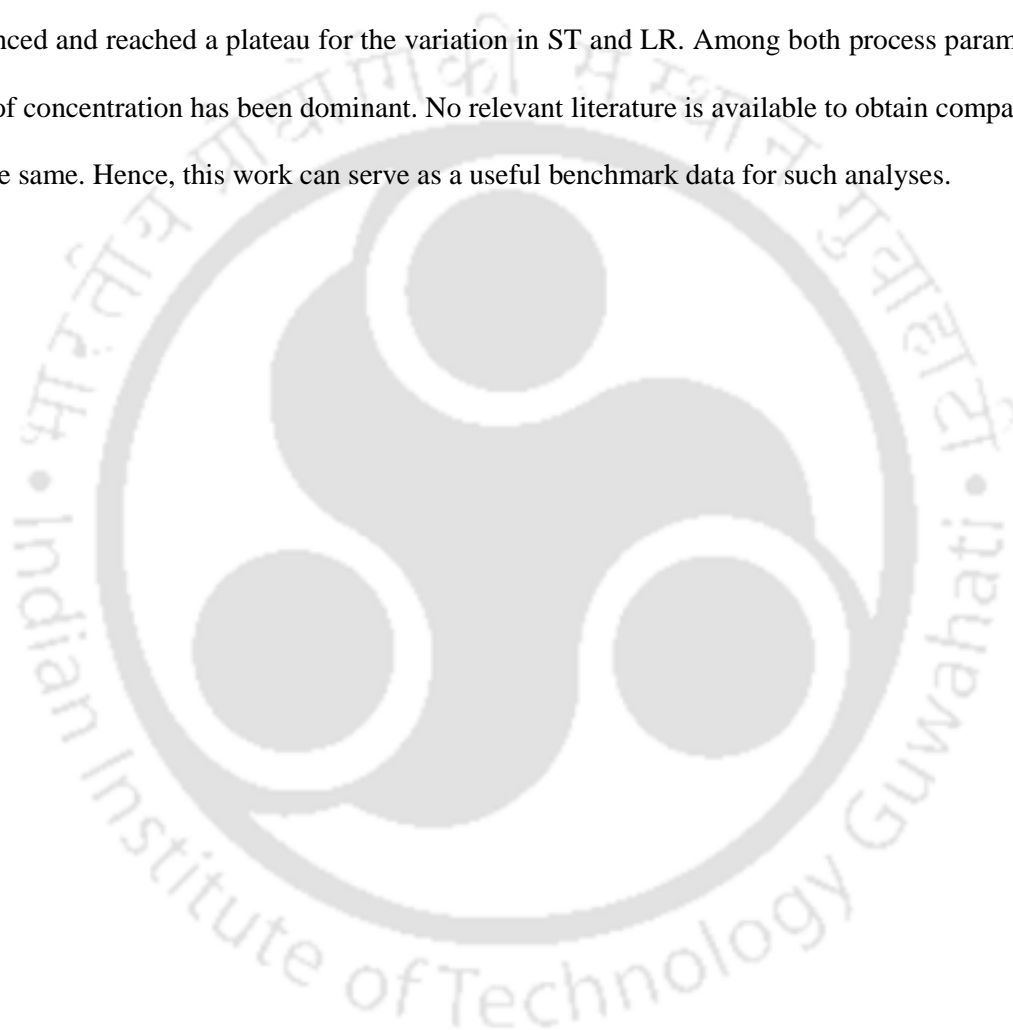 nced and reached a plateau for the variation in ST and LR. Among both process param
of concentration has been dominant. No relevant literature is available to obtain compa
e same. Hence, this work can serve as a useful benchmark data for such analyses.
भारतीय प्रौद्योगिकी संस्थान गुवाहाटी
Indian Institute of Technology Guwahati